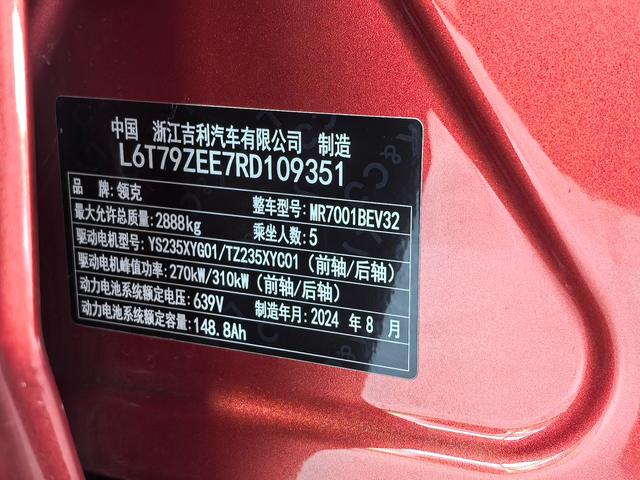 中国 浙江吉利汽车有限公司 制造
L6T79ZEE7RD109351
品 牌:领克 整车型号:MR7001BEV32
最大允许总质量:2888kg 乘坐人数:5
驱动电机型号:YS235XYG01/TZ235XYC01(前轴/后轴)
驱动电机峰值功率:270kW/310kW(前轴/后轴)
动力电池系统额定电压:639V 制造年月:2024 年 8 月
动力电池系统额定容量:148.8Ah